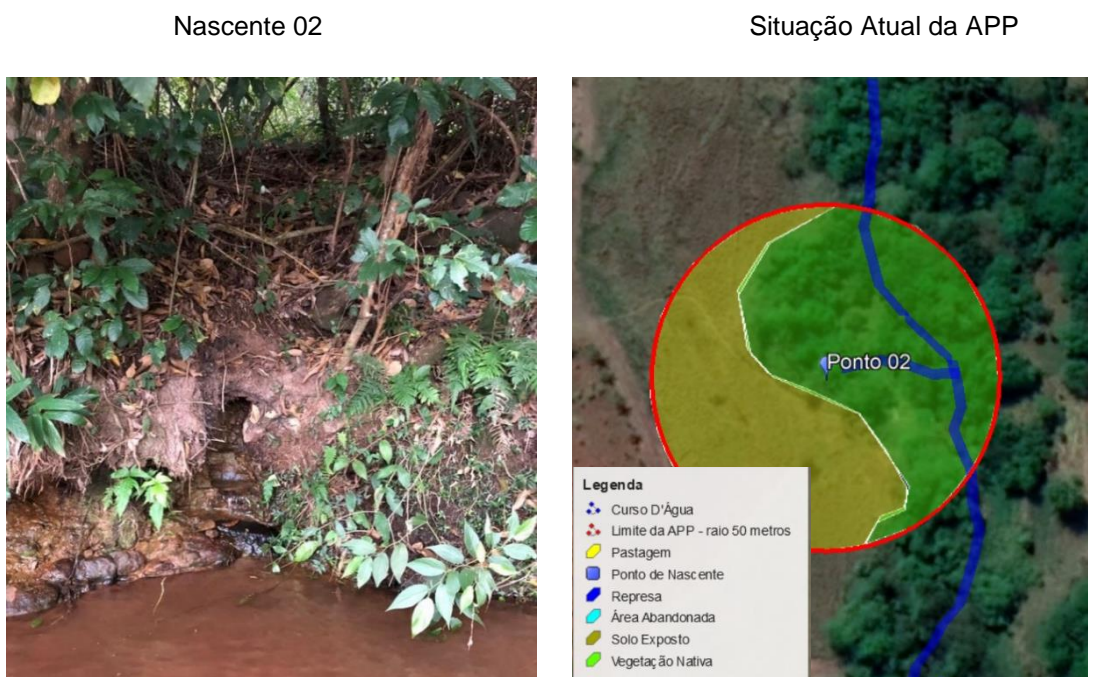 Nascente 02
Situação Atual da APP
Ponto 02
Legenda
Curso D'Água
Limite da APP - raio 50 metros
Pastagem
Ponto de Nascente
Represa
Área Abandonada
Solo Exposto
Vegetação Nativa